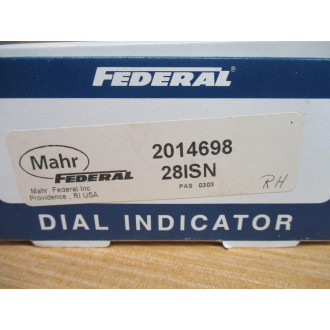 FEDERAL
Mahr
FEDERAL
Mahr Federal Inc
Providence , RI.USA
2014698
28ISN
PAS 0303
RH
DIAL INDICATOR